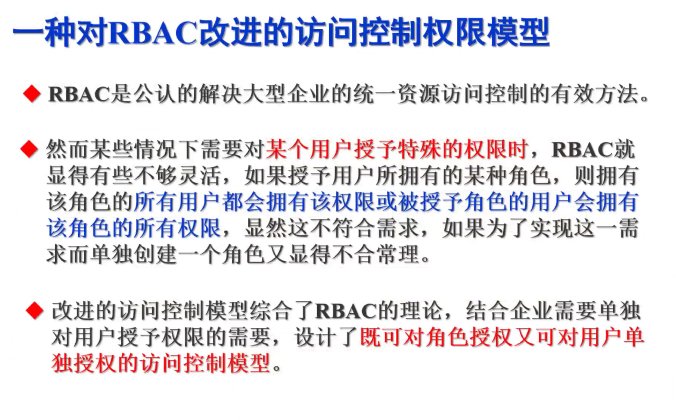 一种对RBAC改进的访问控制权限模型
RBAC是公认的解决大型企业的统一资源访问控制的有效方法。
然而某些情况下需要对某个用户授予特殊的权限时，RBAC就
显得有些不够灵活，如果授予用户所拥有的某种角色，则拥有
该角色的所有用户都会拥有该权限或被授予角色的用户会拥有
该角色的所有权限，显然这不符合需求，如果为了实现这一需
求而单独创建一个角色又显得不合常理。
改进的访问控制模型综合了RBAC的理论，结合企业需要单独
对用户授予权限的需要，设计了既可对角色授权又可对用户单
独授权的访问控制模型。